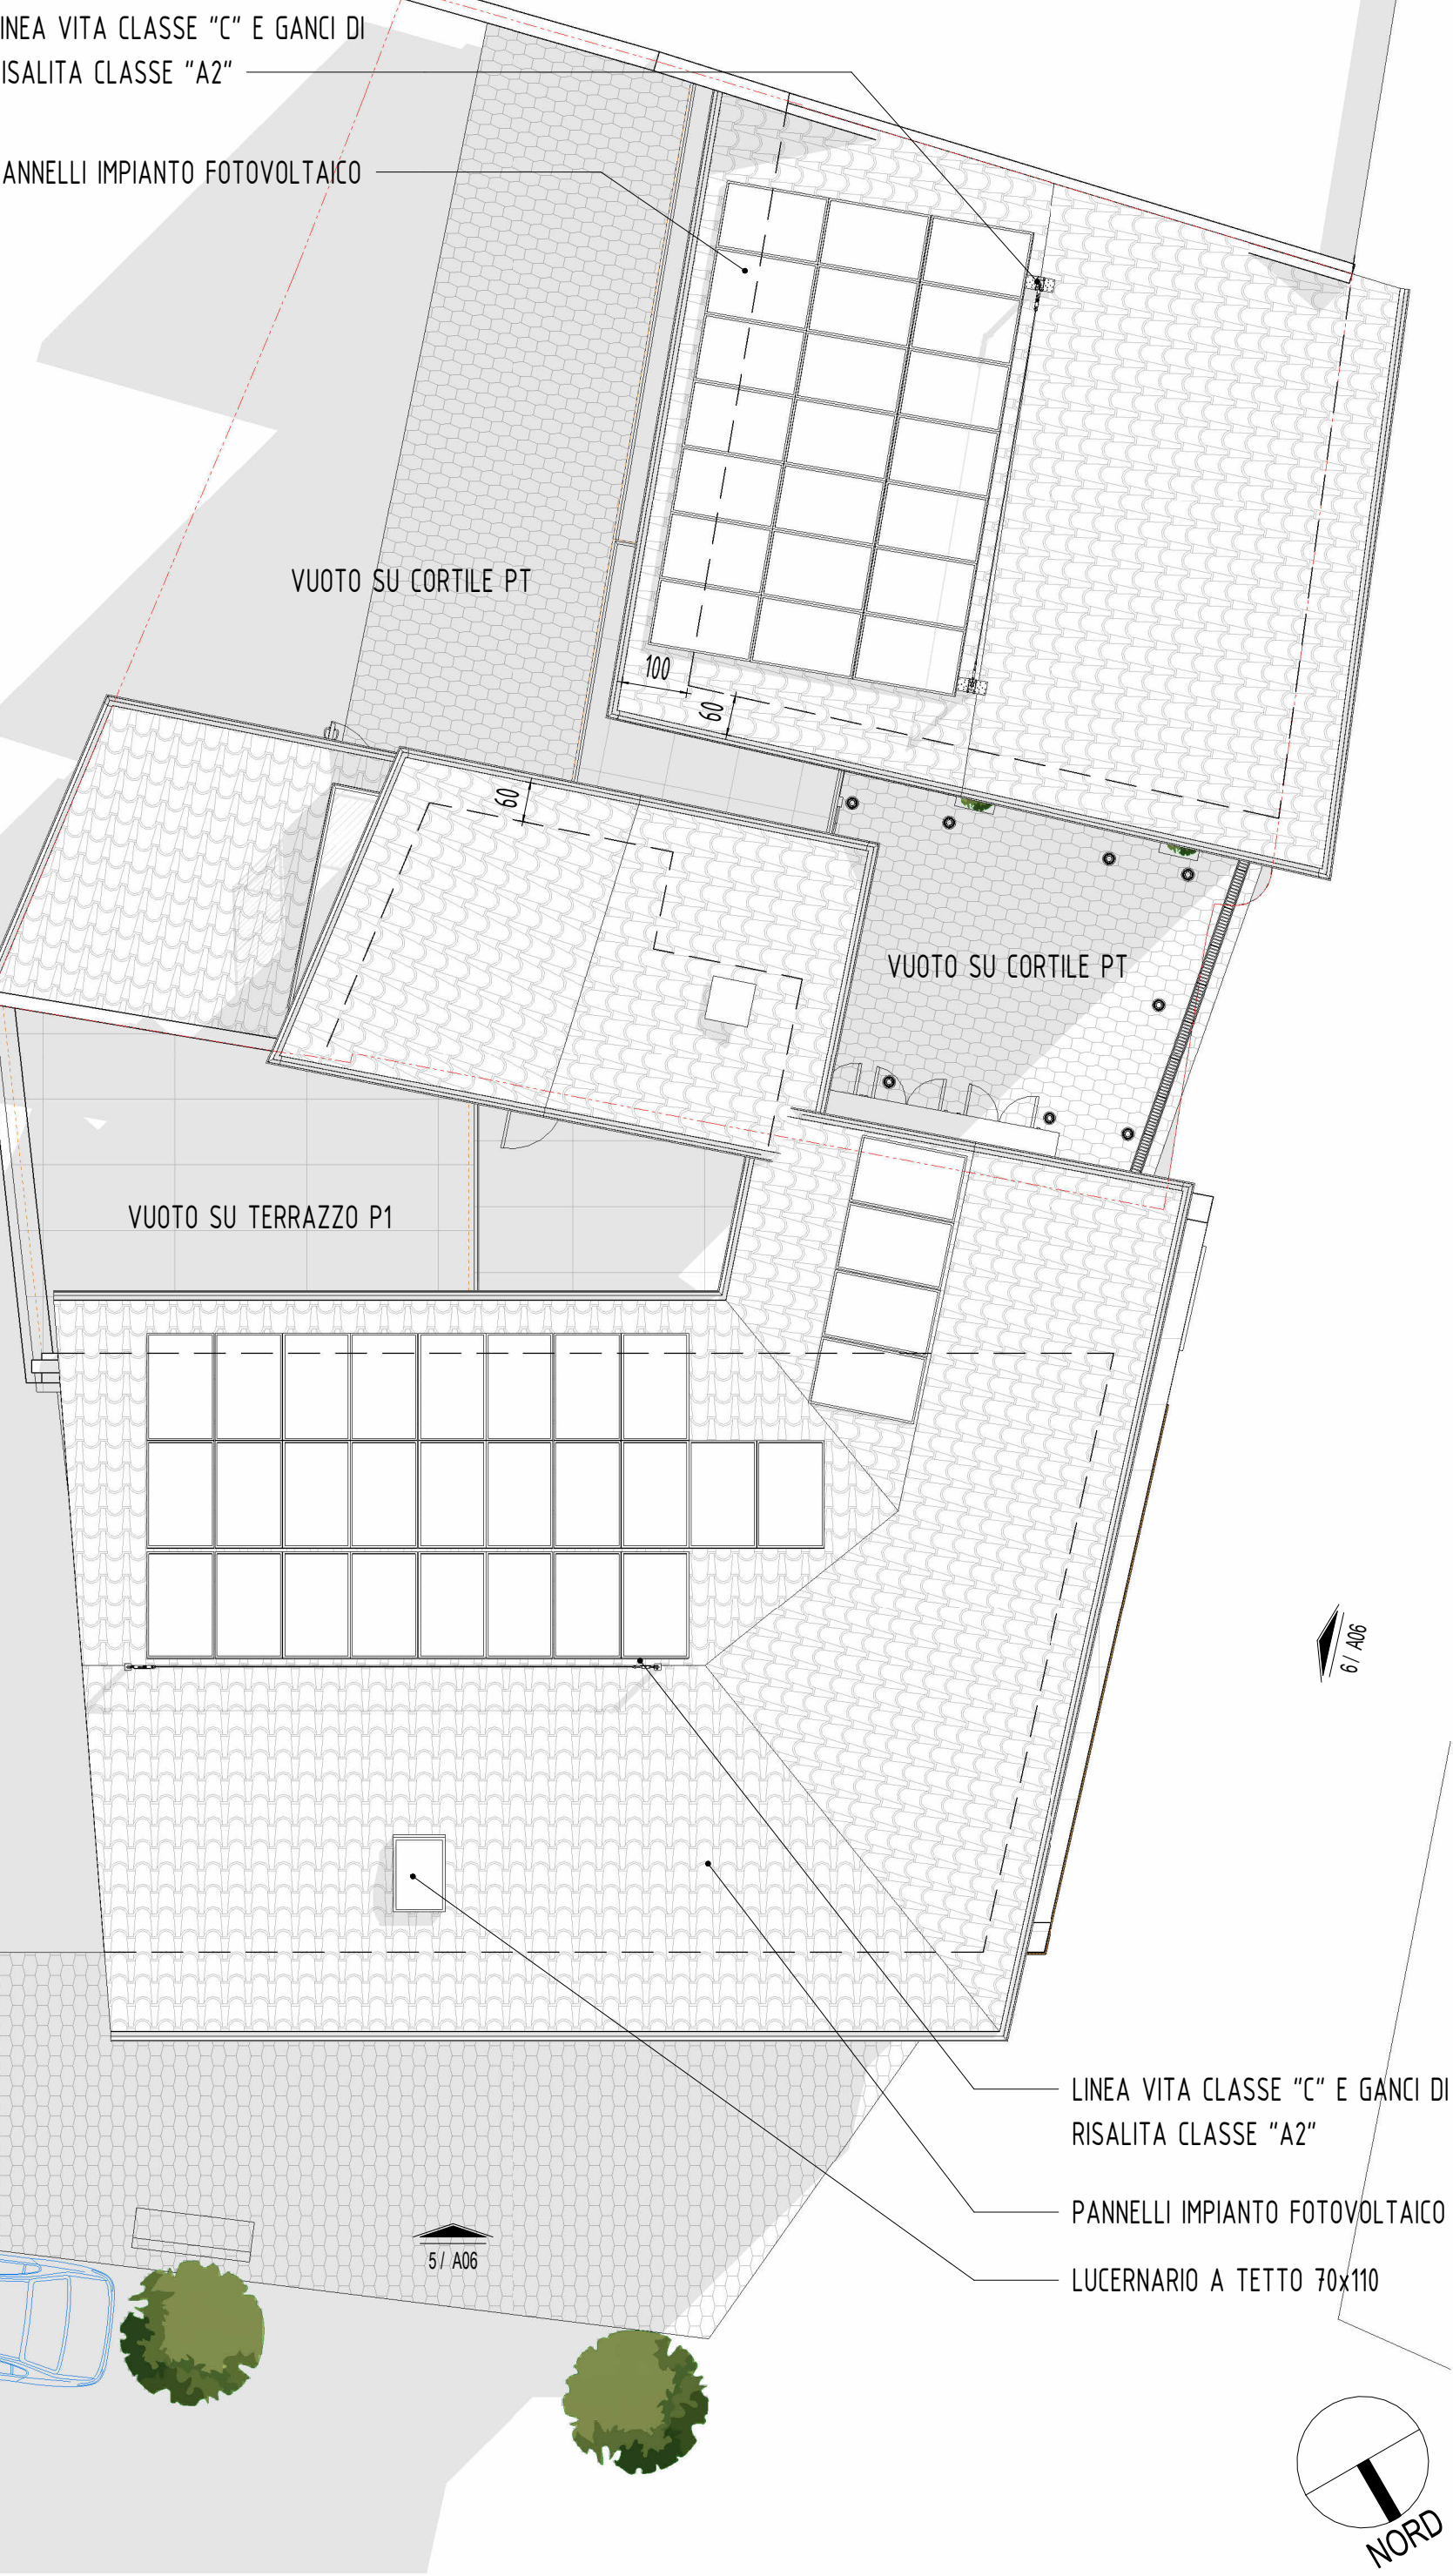 INEA VITA CLASSE "C" E GANCI DI
ISALITA CLASSE "A2"
ANNELLI IMPIANTO FOTOVOLTAICO
VUOTO SU CORTILE PT
100
60
60
VUOTO SU CORTILE PT
VUOTO SU TERRAZZO P1
6/ A06
LINEA VITA CLASSE "C" E GANCI DI
RISALITA CLASSE "A2"
PANNELLI IMPIANTO FOTOVOLTAICO
5/ A06
LUCERNARIO A TETTO 70x110
NORD